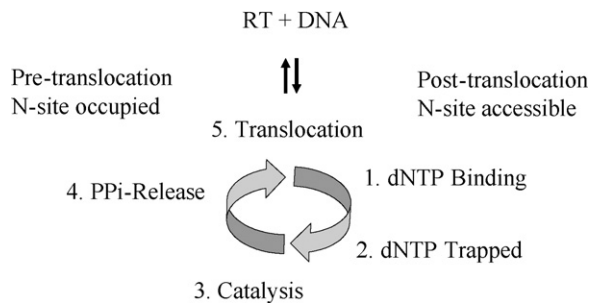 RT + DNA
Pre-translocation
N-site occupied
Post-translocation
N-site accessible
5. Translocation
4. PPi-Release
1. dNTP Binding
2. dNTP Trapped
3. Catalysis